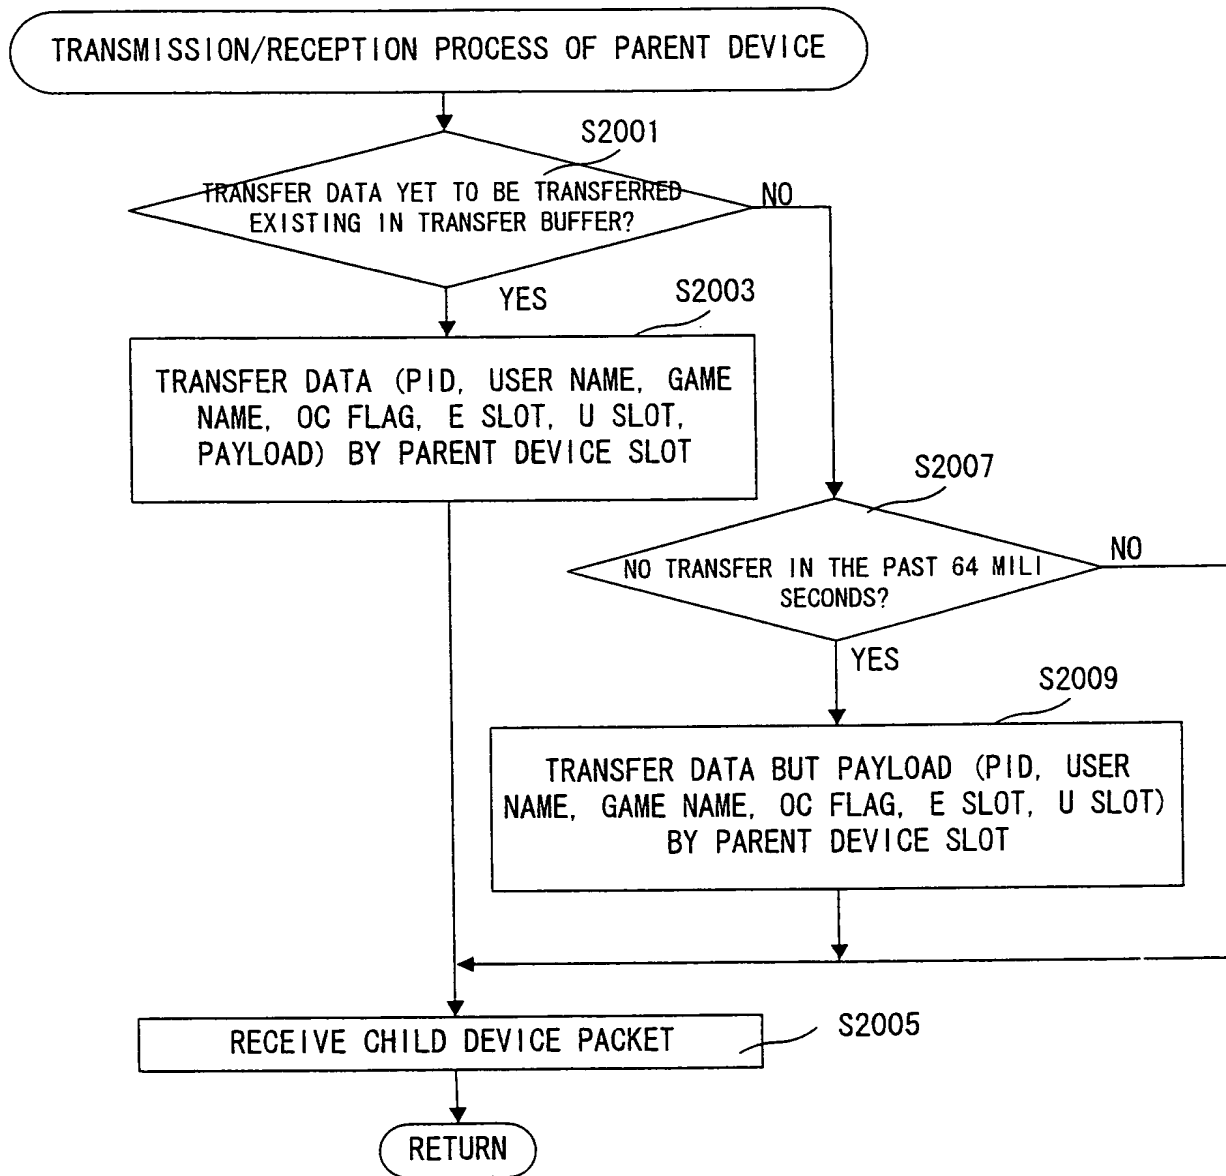 TRANSMISSION/RECEPTION PROCESS OF PARENT DEVICE
S2001
TRANSFER DATA YET TO BE TRANSFERRED
EXISTING IN TRANSFER BUFFER?
NO
YES
S2003
TRANSFER DATA (PID, USER NAME, GAME
NAME, OC FLAG, E SLOT, U SLOT,
PAYLOAD) BY PARENT DEVICE SLOT
S2007
NO TRANSFER IN THE PAST 64 MILI
SECONDS?
NO
YES
S2009
TRANSFER DATA BUT PAYLOAD (PID, USER
NAME, GAME NAME, OC FLAG, E SLOT, U SLOT)
BY PARENT DEVICE SLOT
RECEIVE CHILD DEVICE PACKET
S2005
RETURN